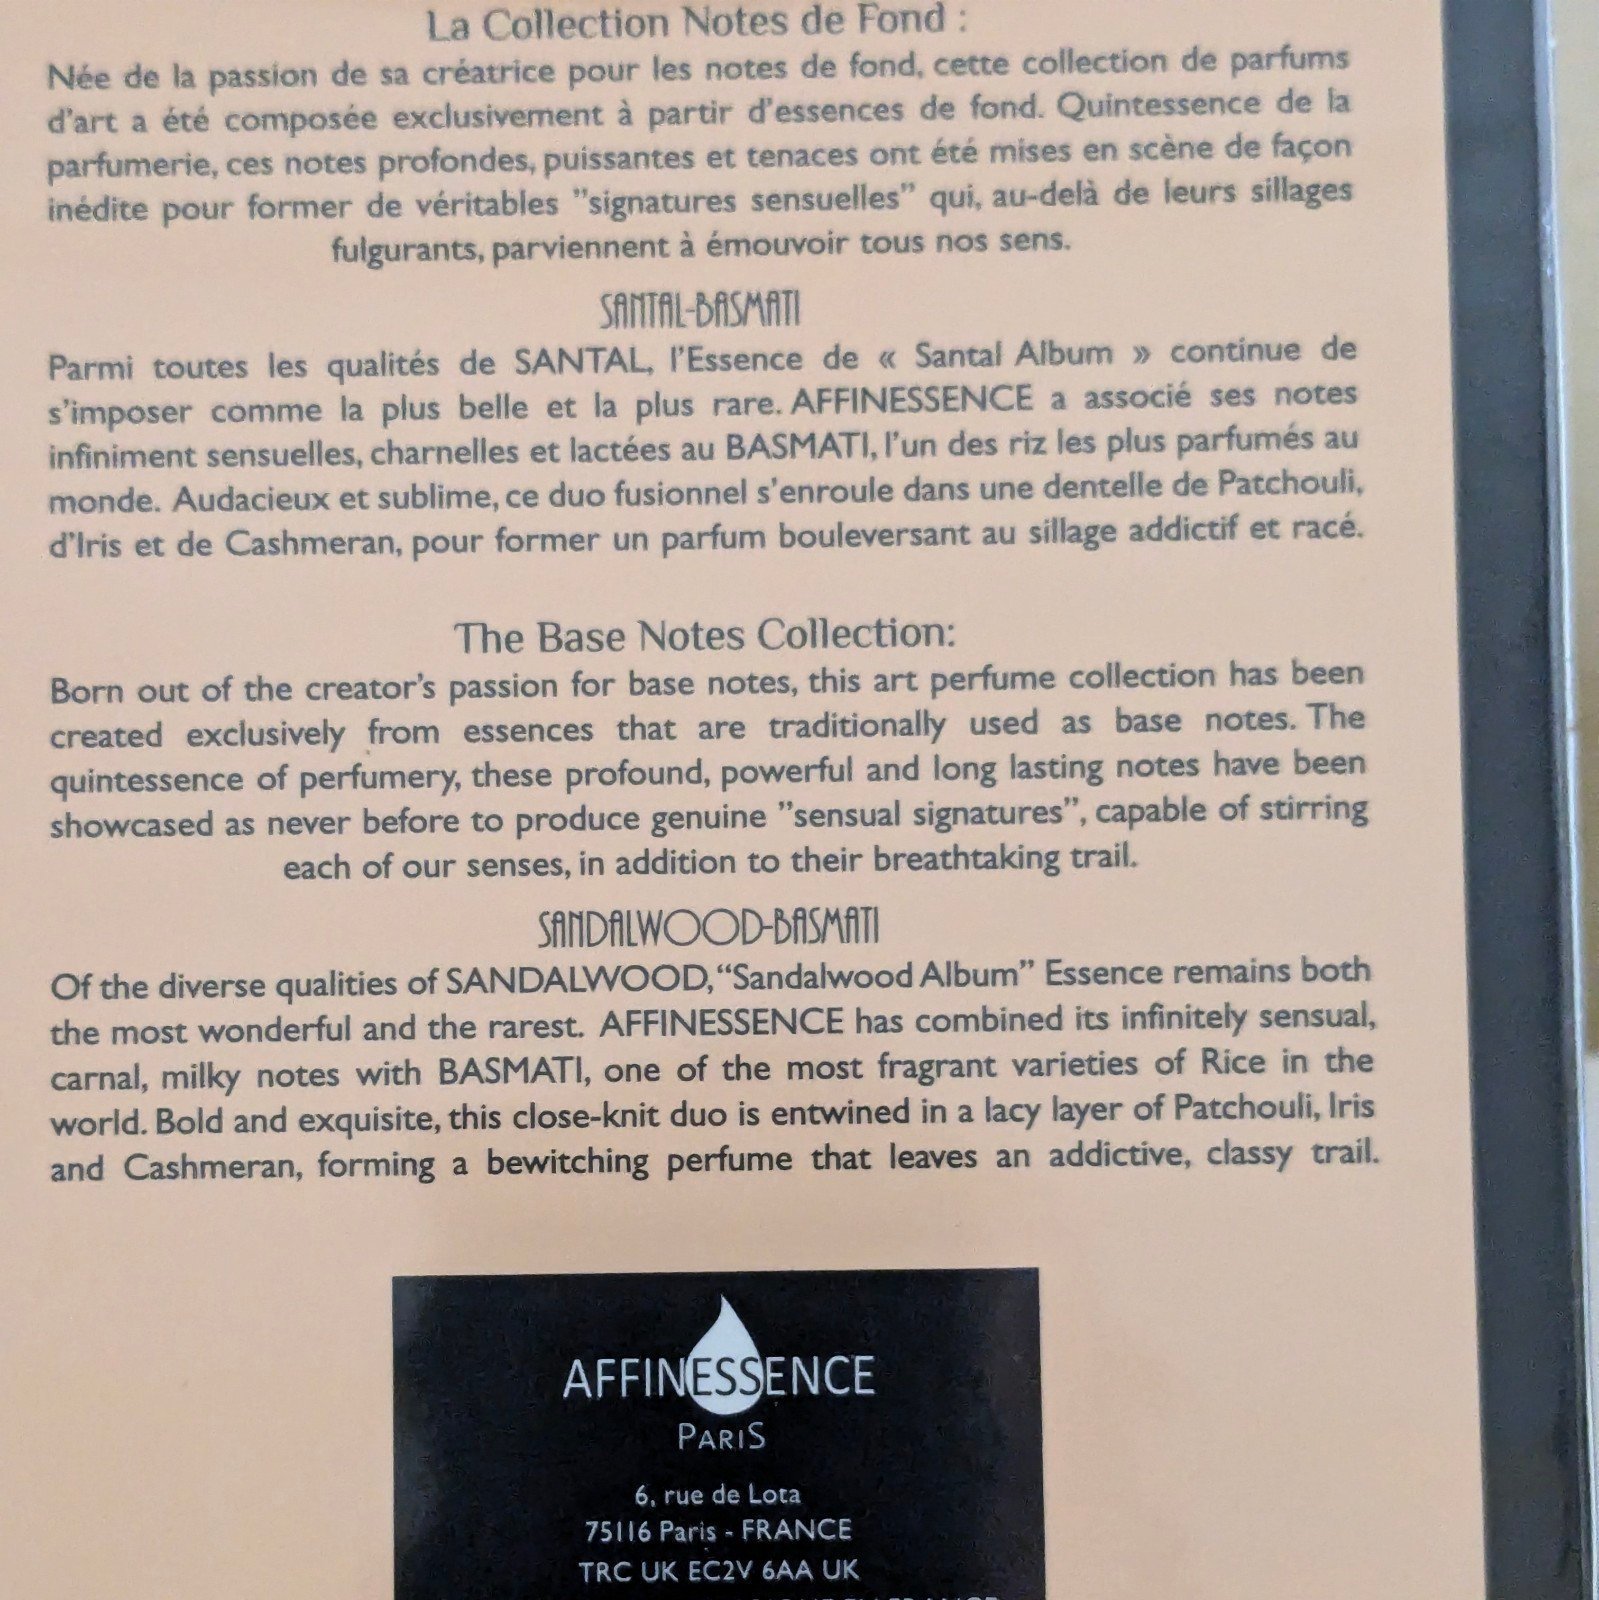 La Collection Notes de Fond :
Née de la passion de sa créatrice pour les notes de fond, cette collection de parfums
d'art a été composée exclusivement à partir d'essences de fond. Quintessence de la
parfumerie, ces notes profondes, puissantes et tenaces ont été mises en scène de façon
inédite pour former de véritables "signatures sensuelles" qui, au-delà de leurs sillages
fulgurants, parviennent à émouvoir tous nos sens.
SANTAL-BASMATI
Parmi toutes les qualités de SANTAL, l'Essence de « Santal Album » continue de
s'imposer comme la plus belle et la plus rare. AFFINESSENCE a associé ses notes
infiniment sensuelles, charnelles et lactées au BASMATI, l'un des riz les plus parfumés au
monde. Audacieux et sublime, ce duo fusionnel s'enroule dans une dentelle de Patchouli,
d'Iris et de Cashmeran, pour former un parfum bouleversant au sillage addictif et racé.
The Base Notes Collection:
Born out of the creator's passion for base notes, this art perfume collection has been
created exclusively from essences that are traditionally used as base notes. The
quintessence of perfumery, these profound, powerful and long lasting notes have been
showcased as never before to produce genuine "sensual signatures", capable of stirring
each of our senses, in addition to their breathtaking trail.
SANDALWOOD-BASMATI
Of the diverse qualities of SANDALWOOD, "Sandalwood Album" Essence remains both
the most wonderful and the rarest. AFFINESSENCE has combined its infinitely sensual,
carnal, milky notes with BASMATI, one of the most fragrant varieties of Rice in the
world. Bold and exquisite, this close-knit duo is entwined in a lacy layer of Patchouli, Iris
and Cashmeran, forming a bewitching perfume that leaves an addictive, classy trail.
AFFINESSENCE
PARIS
6, rue de Lota
75116 Paris - FRANCE
TRC UK EC2V 6AA UK